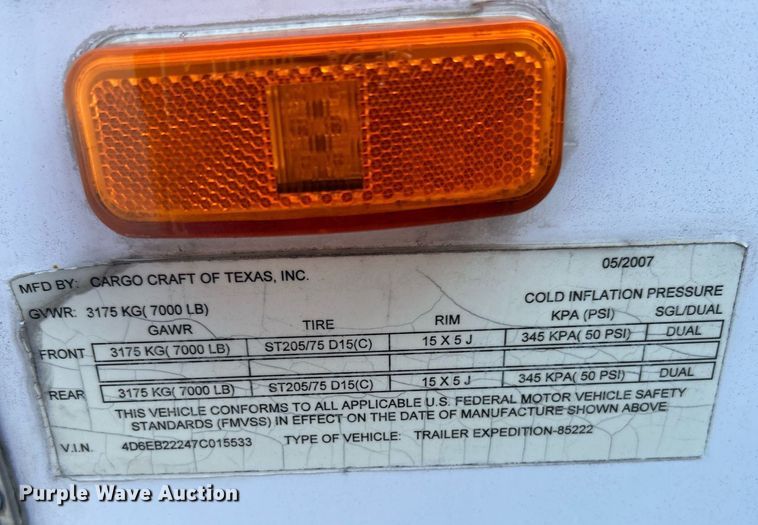 MFD BY: CARGO CRAFT OF TEXAS, INC. 05/2007
GVWR: 3175 KG( 7000 LB) COLD INFLATION PRESSURE
GAWR TIRE RIM KPA (PSI) SGL/DUAL
FRONT 3175 KG( 7000 LB) ST205/75 D15(C) 15 X 5 J 345 KPA( 50 PSI) DUAL
REAR 3175 KG( 7000 LB) ST205/75 D15(C) 15 X 5 J 345 KPA( 50 PSI) DUAL
THIS VEHICLE CONFORMS TO ALL APPLICABLE U.S. FEDERAL MOTOR VEHICLE SAFETY
STANDARDS (FMVSS) IN EFFECT ON THE DATE OF MANUFACTURE SHOWN ABOVE
V.I.N. 4D6EB22247C015533 TYPE OF VEHICLE: TRAILER EXPEDITION-85222
Purple Wave Auction